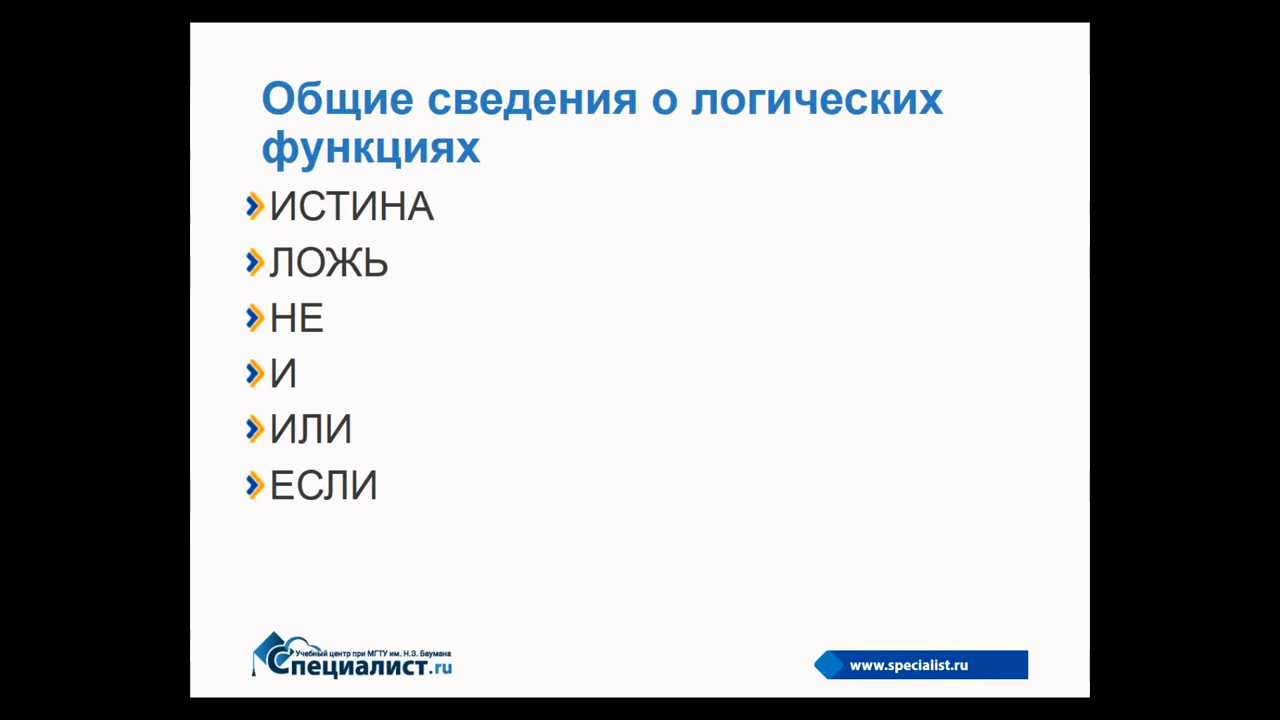 Общие сведения о логических
функциях
ИСТИНА
ЛОЖЬ
НЕ
И
ИЛИ
ЕСЛИ
Учебный центр при МГТУ им. Н.Э. Баумана
Специалист.ru
www.specialist.ru